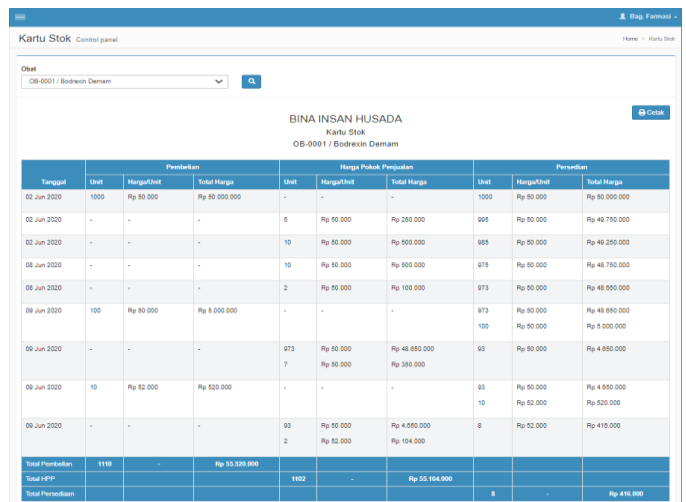 Bag. Farmasi
Kartu Stok Control panel
Home > Kartu Stok
Obat
OB-0001 / Bodrexin Demam
Cetak
BINA INSAN HUSADA
Kartu Stok
OB-0001 / Bodrexin Demam
Tanggal Pembelian Harga Pokok Penjualan Persedian
Unit Harga/Unit Total Harga Unit Harga/Unit Total Harga Unit Harga/Unit Total Harga
02 Jun 2020 1000 Rp 50.000 Rp 50.000.000 - - - 1000 Rp 50.000 Rp 50.000.000
02 Jun 2020 - - - 5 Rp 50.000 Rp 250.000 995 Rp 50.000 Rp 49.750.000
02 Jun 2020 - - - 10 Rp 50.000 Rp 500.000 985 Rp 50.000 Rp 49.250.000
08 Jun 2020 - - - 10 Rp 50.000 Rp 500.000 975 Rp 50.000 Rp 48.750.000
08 Jun 2020 - - - 2 Rp 50.000 Rp 100.000 973 Rp 50.000 Rp 48.650.000
09 Jun 2020 100 Rp 50.000 Rp 5.000.000 - - - 973 Rp 50.000 Rp 48.650.000
100 Rp 50.000 Rp 5.000.000
09 Jun 2020 - - - 973 Rp 50.000 Rp 48.650.000 93 Rp 50.000 Rp 4.650.000
7 Rp 50.000 Rp 350.000
09 Jun 2020 10 Rp 52.000 Rp 520.000 - - - 93 Rp 50.000 Rp 4.650.000
10 Rp 52.000 Rp 520.000
09 Jun 2020 - - - 93 Rp 50.000 Rp 4.650.000 8 Rp 52.000 Rp 416.000
2 Rp 52.000 Rp 104.000
Total Pembelian 1110 - Rp 55.520.000
Total HPP 1102 - Rp 55.104.000
Total Persediaan 8 - Rp 416.000